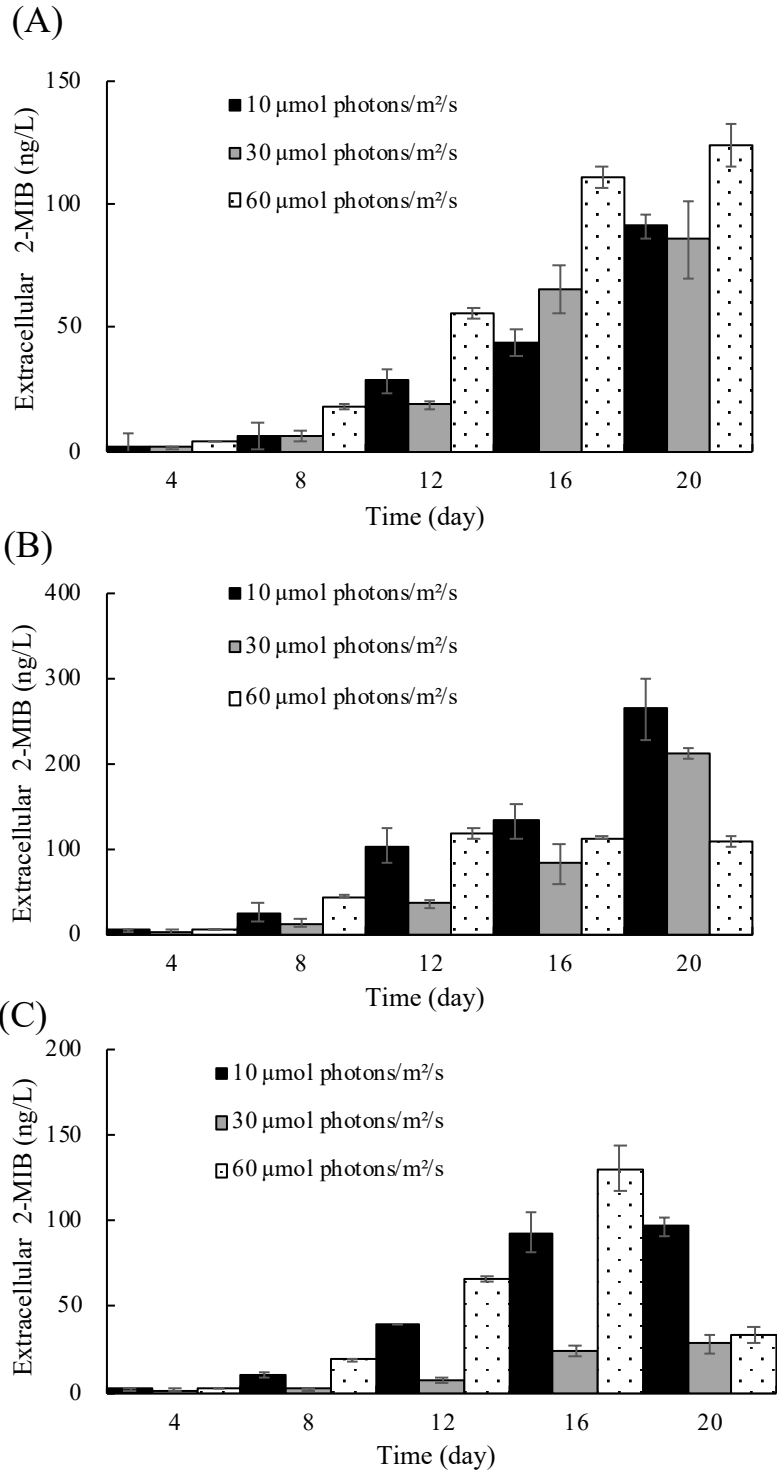 (A)
150
100
50
0
Extracellular 2-MIB (ng/L)
10 μmol photons/m²/s
30 μmol photons/m²/s
60 μmol photons/m²/s
4 8 12 16 20
Time (day)
(B)
400
300
200
100
0
Extracellular 2-MIB (ng/L)
10 μmol photons/m²/s
30 μmol photons/m²/s
60 μmol photons/m²/s
4 8 12 16 20
Time (day)
(C)
200
150
100
50
0
Extracellular 2-MIB (ng/L)
10 μmol photons/m²/s
30 μmol photons/m²/s
60 μmol photons/m²/s
4 8 12 16 20
Time (day)